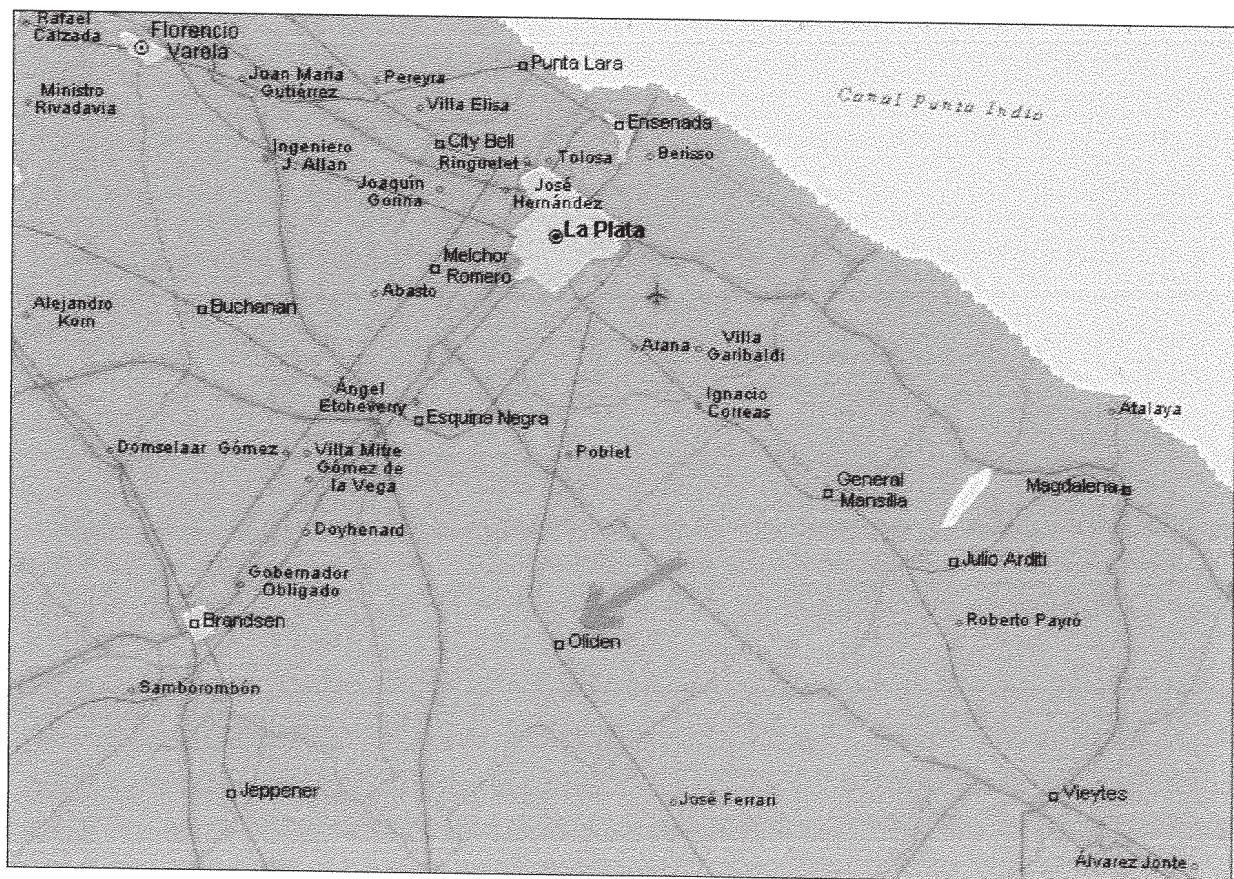 Rafael
Calzada
Florencio
Varela
Punta Lara
Juan María
Gutiérrez
Pereyra
Ministro
Rivadavia
Villa Elisa
Canal Punta Indio
Ensenada
City Bell
Ingeniero
J. Allan
Ringuelet
Tolosa
Berisso
Joaquín
Gorina
José
Hernández
La Plata
Melchor
Romero
Abasto
Alejandro
Korn
Buchanan
Arana
Villa
Garibaldi
Ángel
Etcheverry
Ignacio
Correas
Esquina Negra
Atalaya
Domselaar
Gómez
Villa Mitre
Gómez de
la Vega
Poblet
General
Mansilla
Magdalena
Doyhenard
Julio Arditi
Gobernador
Obligado
Brandsen
Roberto Payró
Oliden
Samborombón
Jeppener
José Ferrari
Vieytes
Álvarez Jonte